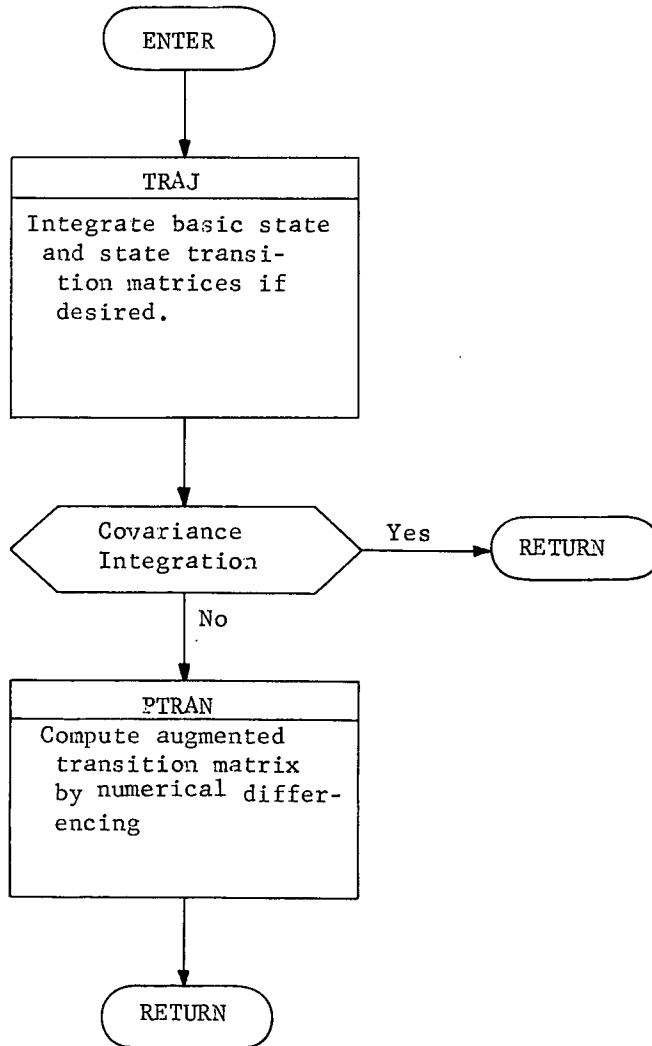 ENTER
TRAJ
Integrate basic state
and state transi-
tion matrices if
desired.
Covariance
Integration
Yes
RETURN
No
PTRAN
Compute augmented
transition matrix
by numerical differ-
encing
RETURN